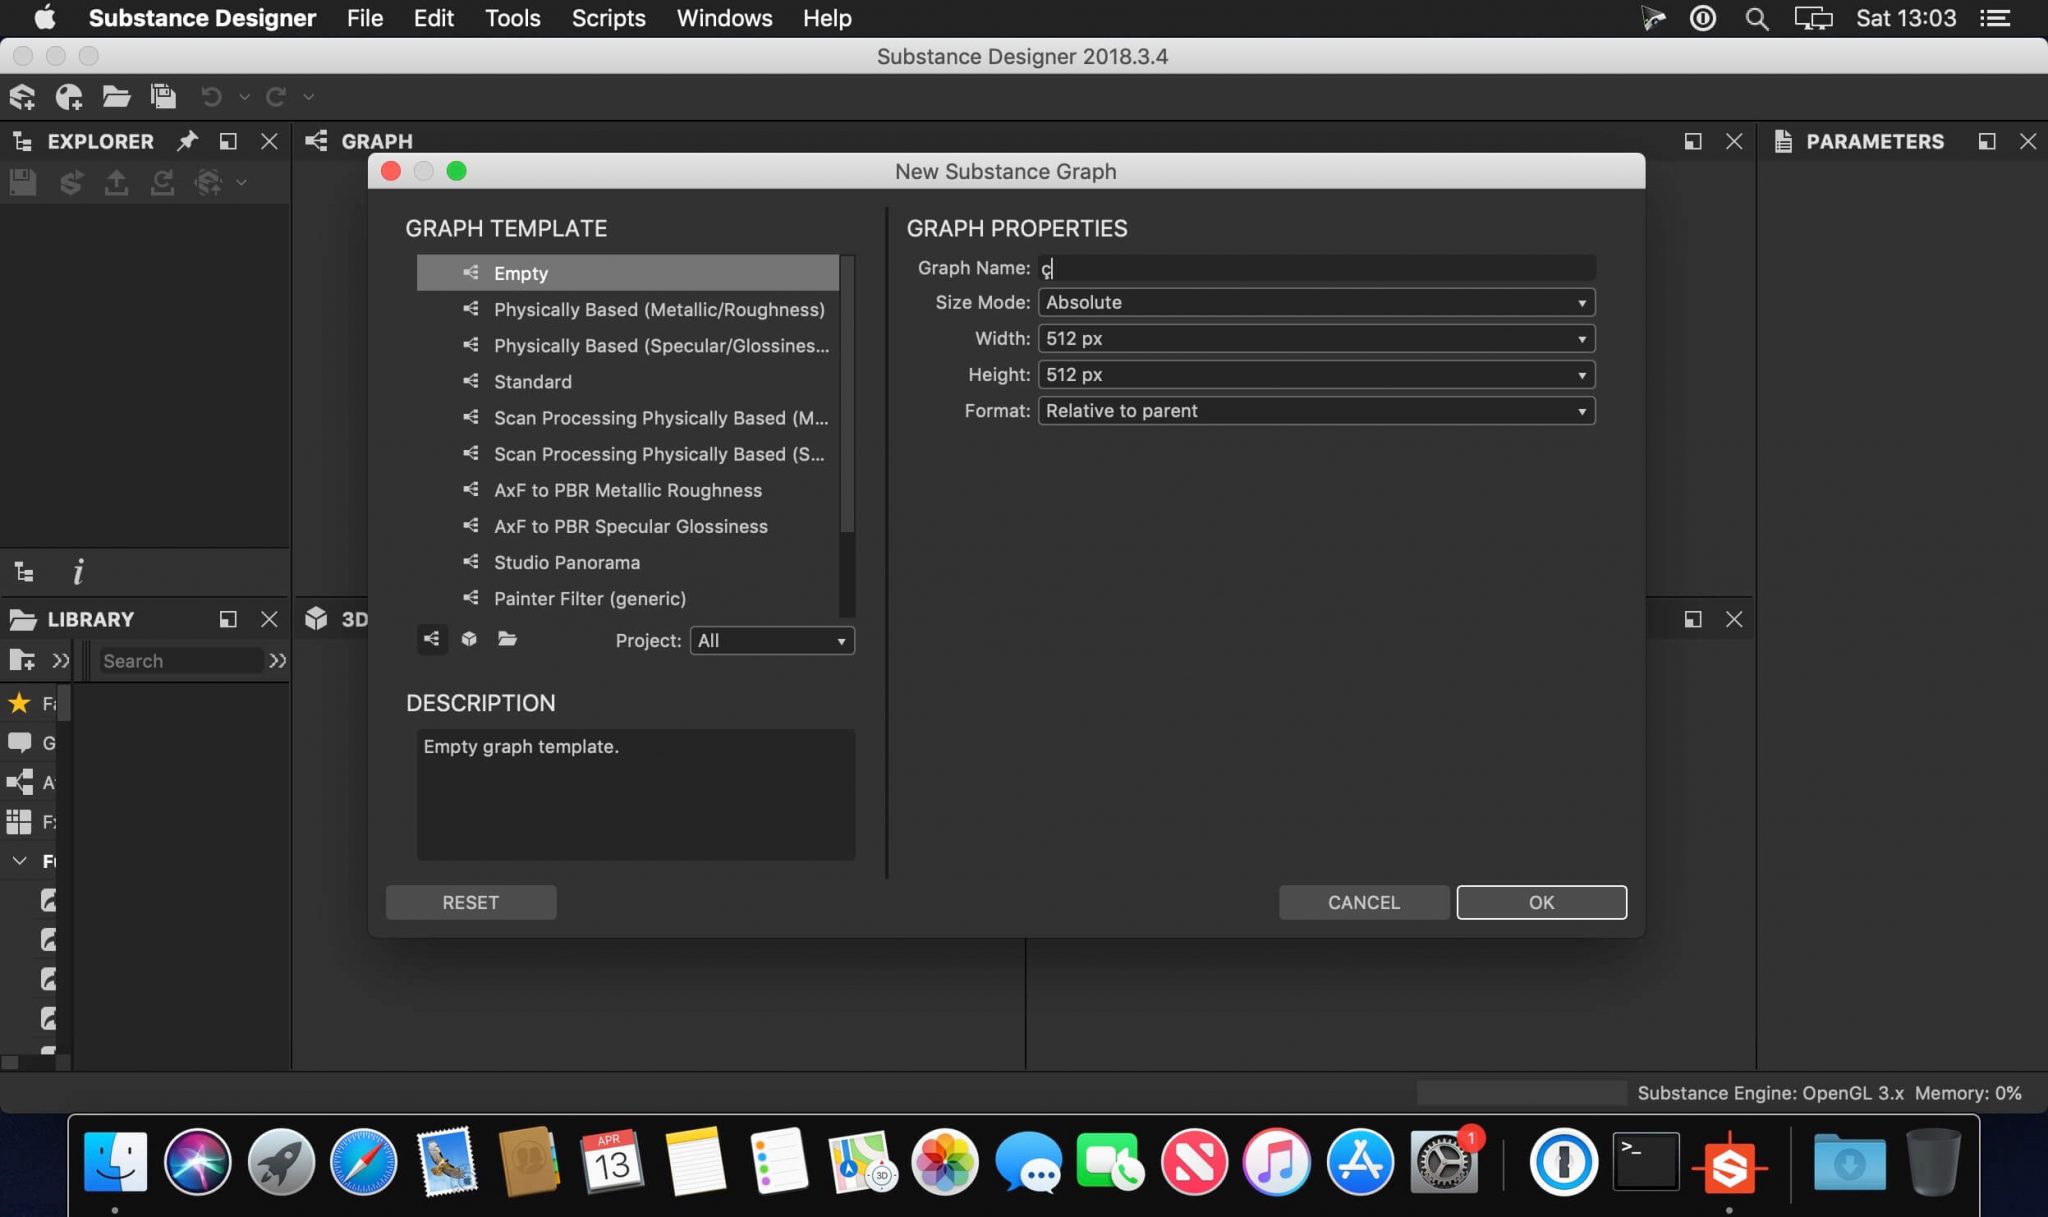 Substance Designer File Edit Tools Scripts Windows Help Sat 13:03
Substance Designer 2018.3.4
EXPLORER
GRAPH
PARAMETERS
New Substance Graph
GRAPH TEMPLATE
Empty
Physically Based (Metallic/Roughness)
Physically Based (Specular/Glossines...
Standard
Scan Processing Physically Based (M...
Scan Processing Physically Based (S...
AxF to PBR Metallic Roughness
AxF to PBR Specular Glossiness
Studio Panorama
Painter Filter (generic)
Project: All
DESCRIPTION
Empty graph template.
RESET
GRAPH PROPERTIES
Graph Name: ç
Size Mode: Absolute
Width: 512 px
Height: 512 px
Format: Relative to parent
CANCEL OK
LIBRARY
3D
Search
G
A
Substance Engine: OpenGL 3.x Memory: 0%
APR
13
3D
1
>_